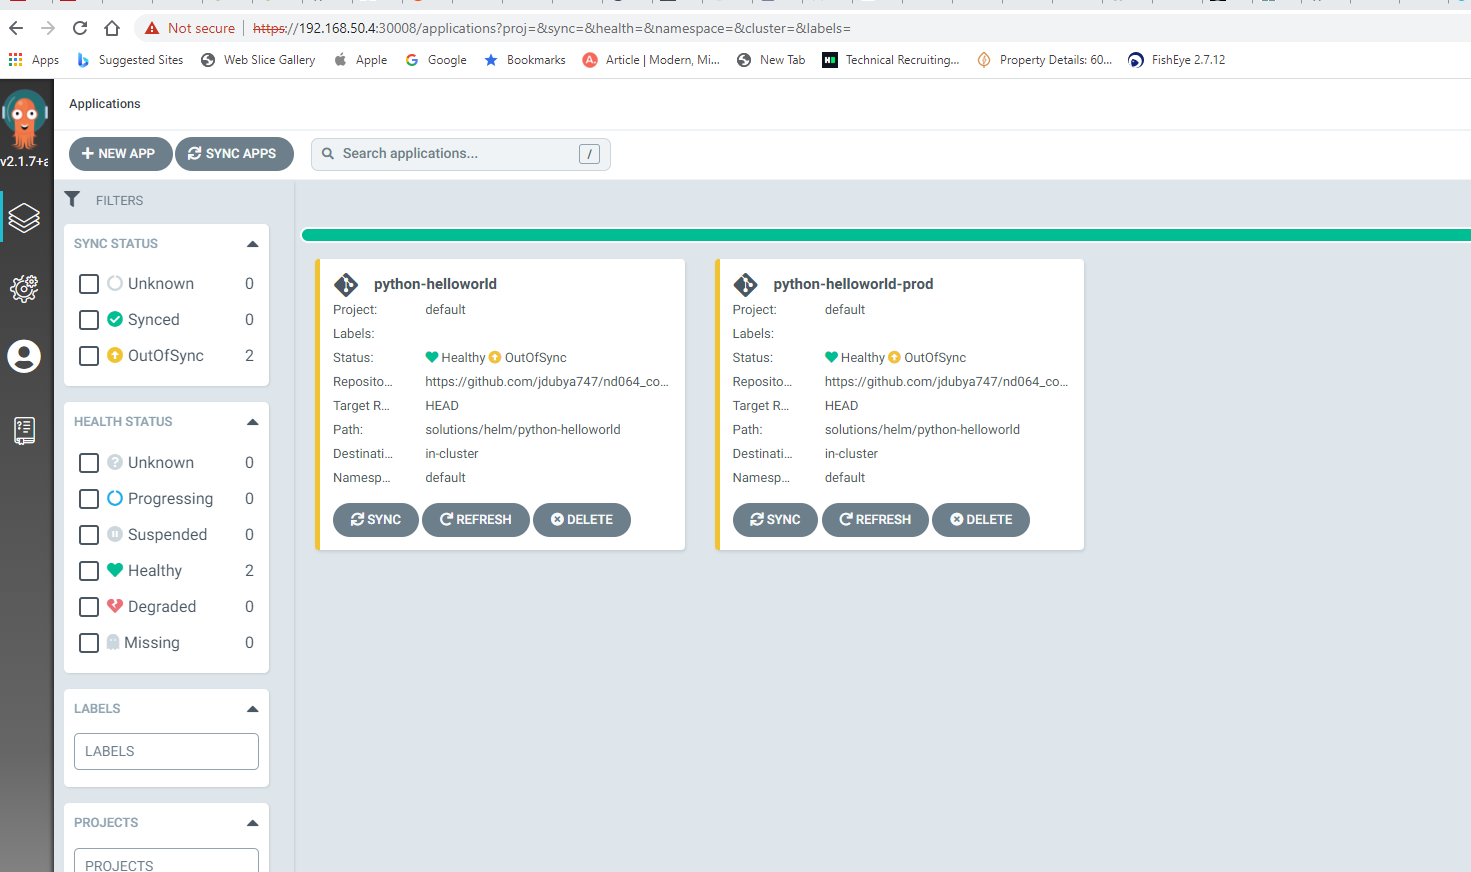 Not secure https://192.168.50.4:30008/applications?proj=&sync=&health=&namespace=&cluster=&labels=
Apps Suggested Sites Web Slice Gallery Apple Google Bookmarks Article | Modern, Mi... New Tab Technical Recruiting... Property Details: 60... FishEye 2.7.12
Applications
v2.1.7+a
NEW APP SYNC APPS Search applications... /
FILTERS
SYNC STATUS
Unknown 0
Synced 0
OutOfSync 2
HEALTH STATUS
Unknown 0
Progressing 0
Suspended 0
Healthy 2
Degraded 0
Missing 0
LABELS
LABELS
PROJECTS
PROJECTS
python-helloworld
Project: default
Labels:
Status: Healthy OutOfSync
Reposito... https://github.com/jdubya747/nd064_co...
Target R... HEAD
Path: solutions/helm/python-helloworld
Destinati... in-cluster
Namesp... default
SYNC REFRESH DELETE
python-helloworld-prod
Project: default
Labels:
Status: Healthy OutOfSync
Reposito... https://github.com/jdubya747/nd064_co...
Target R... HEAD
Path: solutions/helm/python-helloworld
Destinati... in-cluster
Namesp... default
SYNC REFRESH DELETE